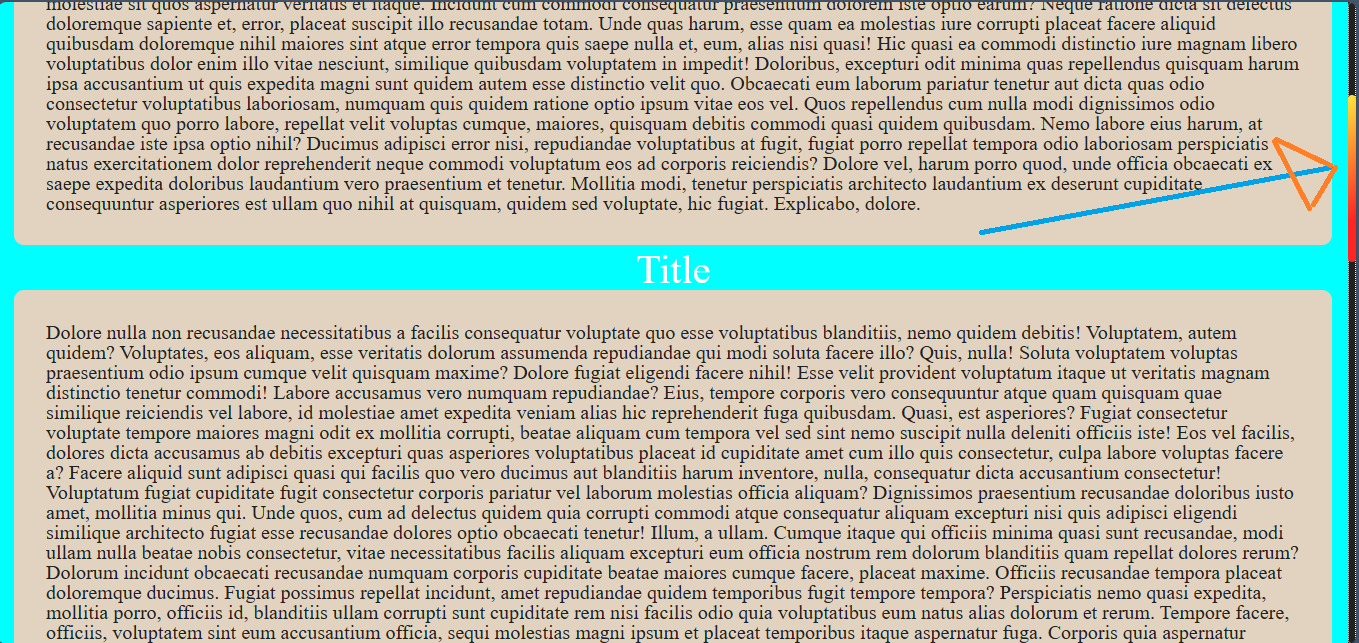 molestiae sit quos aspernatur veritatis et itaque. Incidunt cum commodi consequatur praesentium dolorem iste optio earum? Neque ratione dicta sit delectus
doloremque sapiente et, error, placeat suscipit illo recusandae totam. Unde quas harum, esse quam ea molestias iure corrupti placeat facere aliquid
quibusdam doloremque nihil maiores sint atque error tempora quis saepe nulla et, eum, alias nisi quasi! Hic quasi ea commodi distinctio iure magnam libero
voluptatibus dolor enim illo vitae nesciunt, similique quibusdam voluptatem in impedit! Doloribus, excepturi odit minima quas repellendus quisquam harum
ipsa accusantium ut quis expedita magni sunt quidem autem esse distinctio velit quo. Obcaecati eum laborum pariatur tenetur aut dicta quas odio
consectetur voluptatibus laboriosam, numquam quis quidem ratione optio ipsum vitae eos vel. Quos repellendus cum nulla modi dignissimos odio
voluptatem quo porro labore, repellat velit voluptas cumque, maiores, quisquam debitis commodi quasi quidem quibusdam. Nemo labore eius harum, at
recusandae iste ipsa optio nihil? Ducimus adipisci error nisi, repudiandae voluptatibus at fugit, fugiat porro repellat tempora odio laboriosam perspiciatis
natus exercitationem dolor reprehenderit neque commodi voluptatum eos ad corporis reiciendis? Dolore vel, harum porro quod, unde officia obcaecati ex
saepe expedita doloribus laudantium vero praesentium et tenetur. Mollitia modi, tenetur perspiciatis architecto laudantium ex deserunt cupiditate
consequuntur asperiores est ullam quo nihil at quisquam, quidem sed voluptate, hic fugiat. Explicabo, dolore.
Title
Dolore nulla non recusandae necessitatibus a facilis consequatur voluptate quo esse voluptatibus blanditiis, nemo quidem debitis! Voluptatem, autem
quidem? Voluptates, eos aliquam, esse veritatis dolorum assumenda repudiandae qui modi soluta facere illo? Quis, nulla! Soluta voluptatem voluptas
praesentium odio ipsum cumque velit quisquam maxime? Dolore fugiat eligendi facere nihil! Esse velit provident voluptatum itaque ut veritatis magnam
distinctio tenetur commodi! Labore accusamus vero numquam repudiandae? Eius, tempore corporis vero consequuntur atque quam quisquam quae
similique reiciendis vel labore, id molestiae amet expedita veniam alias hic reprehenderit fuga quibusdam. Quasi, est asperiores? Fugiat consectetur
voluptate tempore maiores magni odit ex mollitia corrupti, beatae aliquam cum tempora vel sed sint nemo suscipit nulla deleniti officiis iste! Eos vel facilis,
dolores dicta accusamus ab debitis excepturi quas asperiores voluptatibus placeat id cupiditate amet cum illo quis consectetur, culpa labore voluptas facere
a? Facere aliquid sunt adipisci quasi qui facilis quo vero ducimus aut blanditiis harum inventore, nulla, consequatur dicta accusantium consectetur!
Voluptatum fugiat cupiditate fugit consectetur corporis pariatur vel laborum molestias officia aliquam? Dignissimos praesentium recusandae doloribus iusto
amet, mollitia minus qui. Unde quos, cum ad delectus quidem quia corrupti commodi atque consequatur aliquam excepturi nisi quis adipisci eligendi
similique architecto fugiat esse recusandae dolores optio obcaecati tenetur! Illum, a ullam. Cumque itaque qui officiis minima quasi sunt recusandae, modi
ullam nulla beatae nobis consectetur, vitae necessitatibus facilis aliquam excepturi eum officia nostrum rem dolorum blanditiis quam repellat dolores rerum?
Dolorum incidunt obcaecati recusandae numquam corporis cupiditate beatae maiores cumque facere, placeat maxime. Officiis recusandae tempora placeat
doloremque ducimus. Fugiat possimus repellat incidunt, amet repudiandae quidem temporibus fugit tempore tempora? Perspiciatis nemo quasi expedita,
mollitia porro, officiis id, blanditiis ullam corrupti sunt cupiditate rem nisi facilis odio quia voluptatibus eum natus alias dolorum et rerum. Tempore facere,
officiis, voluptatem sint eum accusantium officia, sequi molestias magni ipsum et placeat temporibus itaque aspernatur fuga. Corporis quia aspernatur